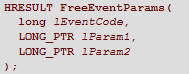 HRESULT FreeEventParams(
long lEventCode,
LONG_PTR lParam1,
LONG_PTR lParam2
);